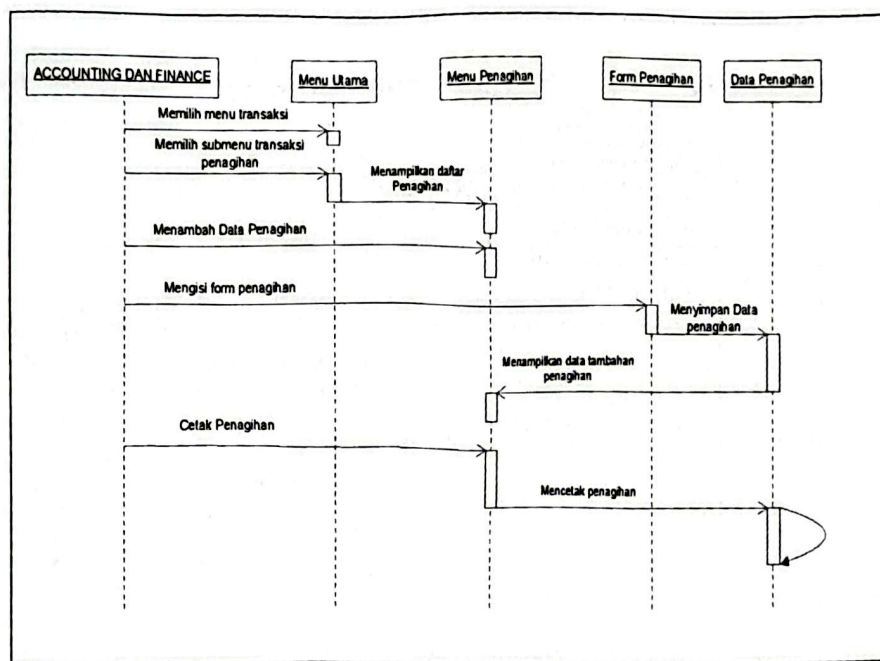 ACCOUNTING DAN FINANCE
Menu Utama
Menu Penagihan
Form Penagihan
Data Penagihan
Memilih menu transaksi
Memilih submenu transaksi
penagihan
Menampilkan daftar
Penagihan
Menambah Data Penagihan
Mengisi form penagihan
Menyimpan Data
penagihan
Menampilkan data tambahan
penagihan
Cetak Penagihan
Mencetak penagihan